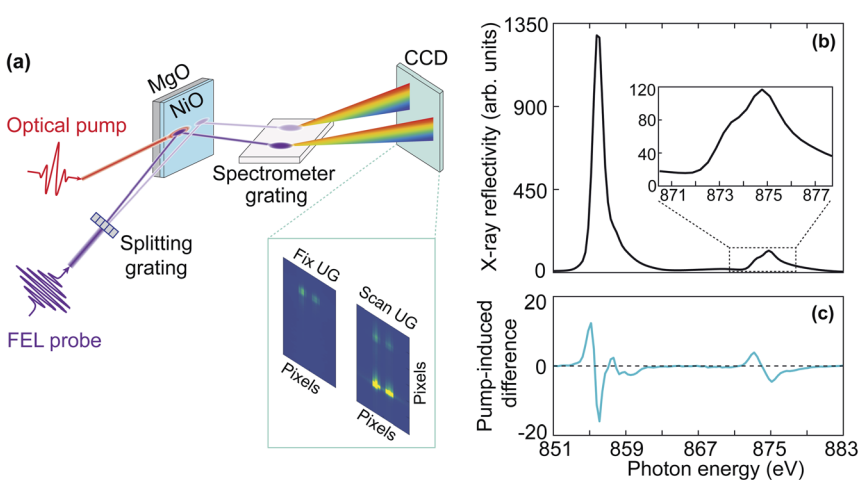 (a)
MgO
NiO
CCD
Optical pump
Spectrometer
grating
Splitting
grating
FEL probe
Fix UG
Scan UG
Pixels
Pixels
Pixels
(b)
X-ray reflectivity (arb. units)
1350
900
450
0
120
80
40
0
871
873
875
877
(c)
Pump-induced
difference
20
0
-20
851
859
867
875
883
Photon energy (eV)